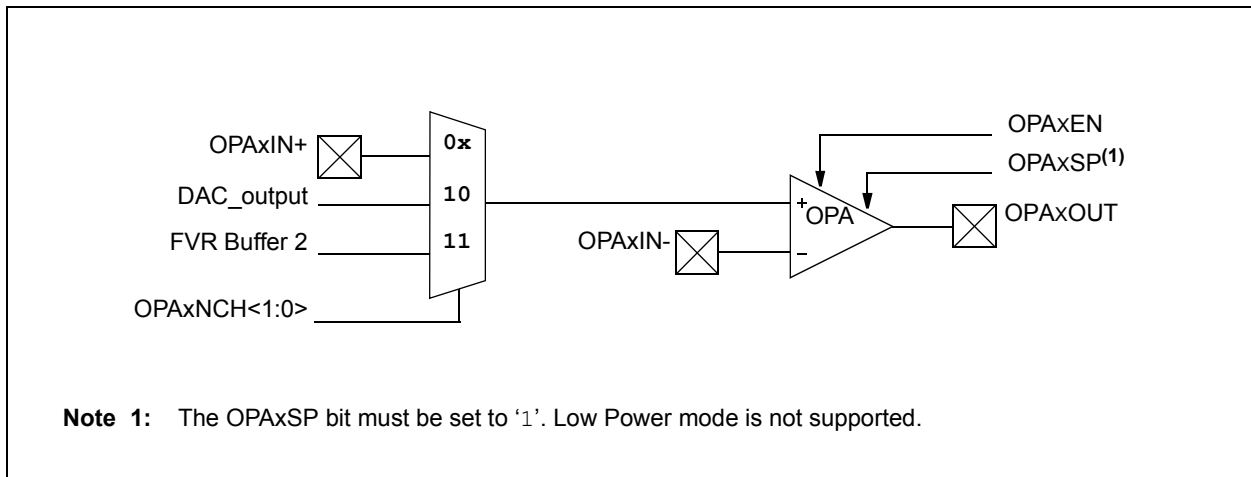 OPAxEN
OPAxIN+
0x
OPAxSP(1)
DAC_output
10
+
OPA
OPAxOUT
FVR Buffer 2
11
OPAxIN-
–
OPAxNCH<1:0>
Note 1: The OPAxSP bit must be set to ‘1’. Low Power mode is not supported.